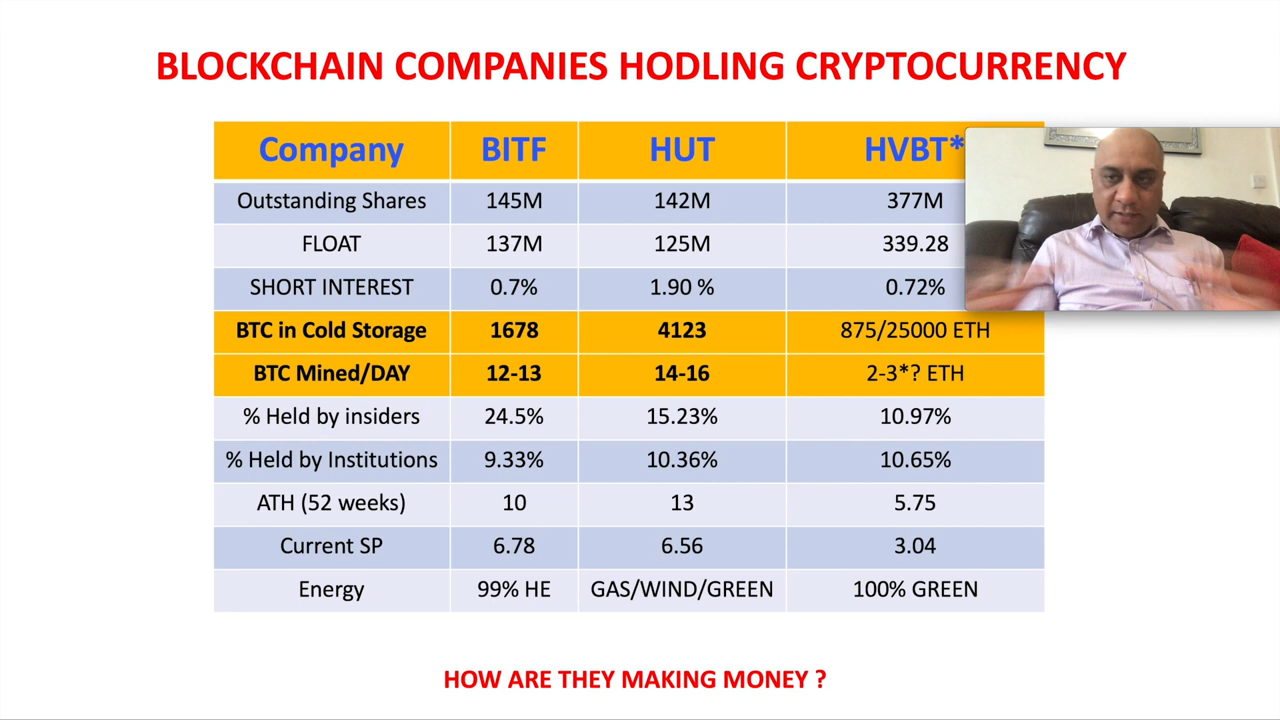 BLOCKCHAIN COMPANIES HODLING CRYPTOCURRENCY
Company BITF HUT HVBT*
Outstanding Shares 145M 142M 377M
FLOAT 137M 125M 339.28
SHORT INTEREST 0.7% 1.90 % 0.72%
BTC in Cold Storage 1678 4123 875/25000 ETH
BTC Mined/DAY 12-13 14-16 2-3*? ETH
% Held by insiders 24.5% 15.23% 10.97%
% Held by Institutions 9.33% 10.36% 10.65%
ATH (52 weeks) 10 13 5.75
Current SP 6.78 6.56 3.04
Energy 99% HE GAS/WIND/GREEN 100% GREEN
HOW ARE THEY MAKING MONEY ?